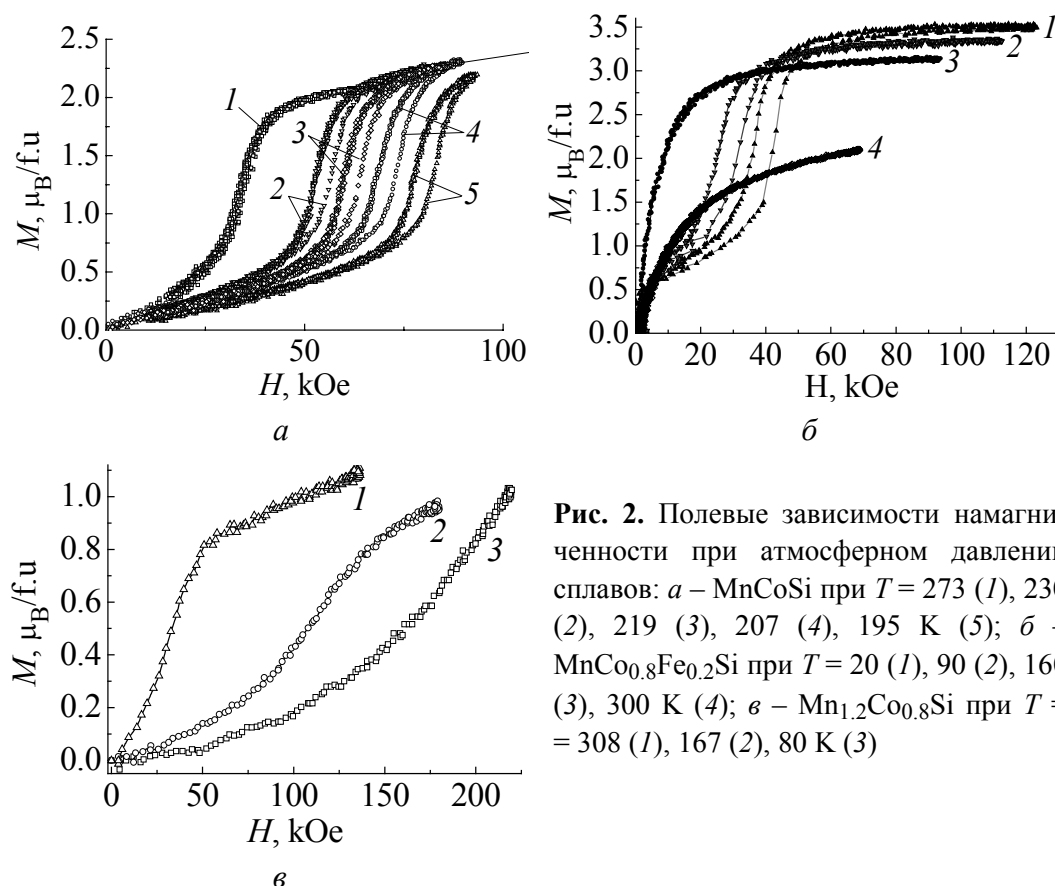 2.5
2.0
1.5
1.0
0.5
0.0
M, μB/f.u
1
2
3
4
5
0
50
100
H, kOe
а
3.5
3.0
2.5
2.0
1.5
1.0
0.5
0.0
M, μB/f.u
1
2
3
4
0 20 40 60 80 100 120
H, kOe
б
1.0
0.8
0.6
0.4
0.2
0.0
M, μB/f.u
1
2
3
0 50 100 150 200
H, kOe
в
Рис. 2. Полевые зависимости намагни
ченности при атмосферном давлени
сплавов: а – MnCoSi при T = 273 (1), 230
(2), 219 (3), 207 (4), 195 K (5); б –
MnCo0.8Fe0.2Si при T = 20 (1), 90 (2), 160
(3), 300 K (4); в – Mn1.2Co0.8Si при T =
= 308 (1), 167 (2), 80 K (3)